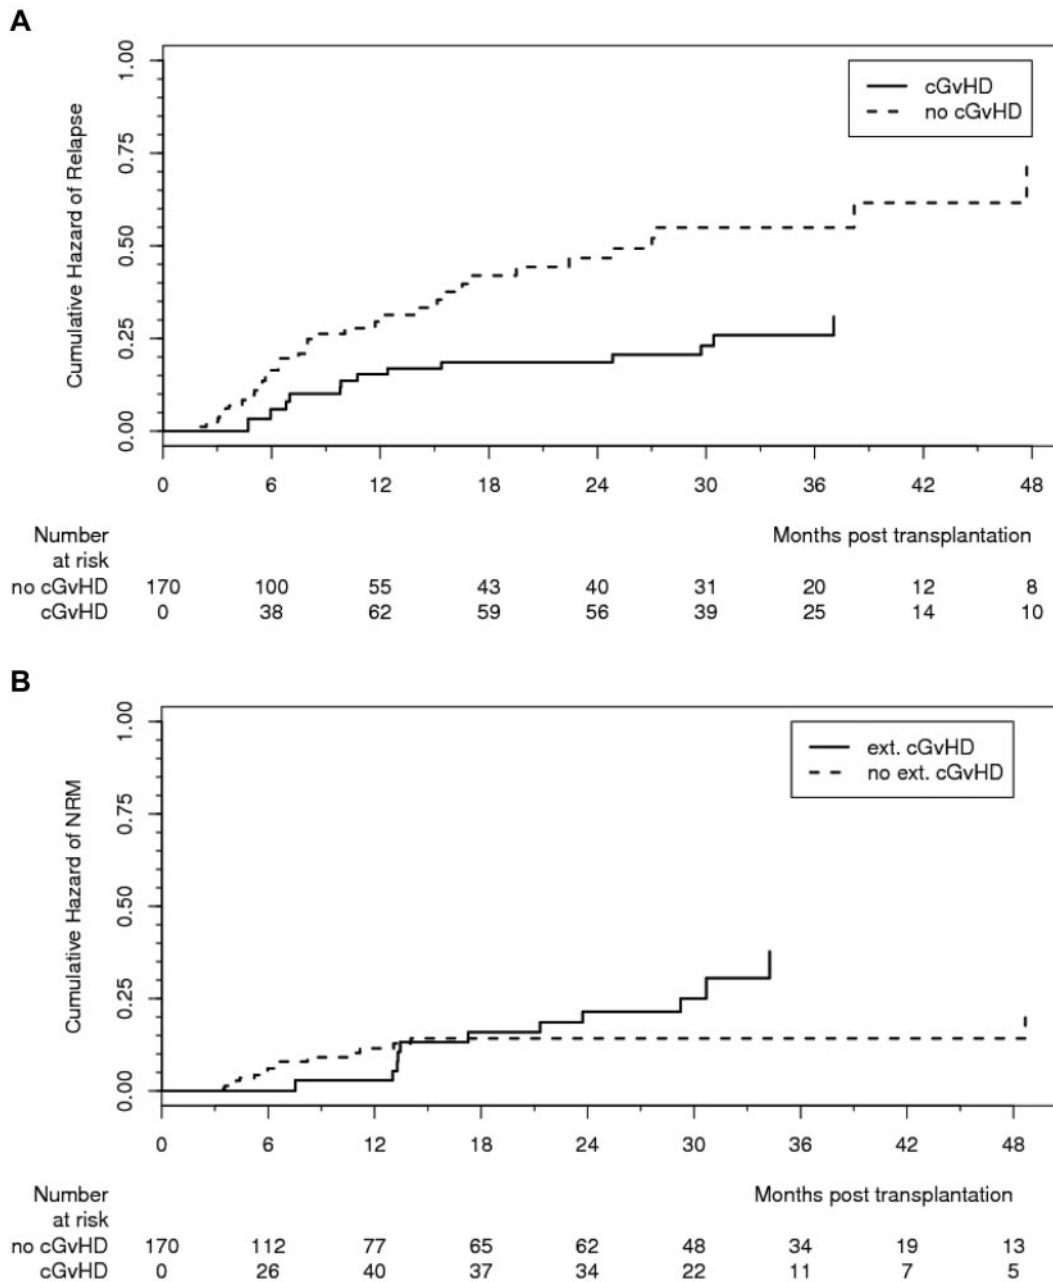 A
Cumulative Hazard of Relapse
1.00
0.75
0.50
0.25
0.00
cGvHD
no cGvHD
0 6 12 18 24 30 36 42 48
Number Months post transplantation
at risk
no cGvHD 170 100 55 43 40 31 20 12 8
cGvHD 0 38 62 59 56 39 25 14 10
B
Cumulative Hazard of NRM
1.00
0.75
0.50
0.25
0.00
ext. cGvHD
no ext. cGvHD
0 6 12 18 24 30 36 42 48
Number Months post transplantation
at risk
no cGvHD 170 112 77 65 62 48 34 19 13
cGvHD 0 26 40 37 34 22 11 7 5